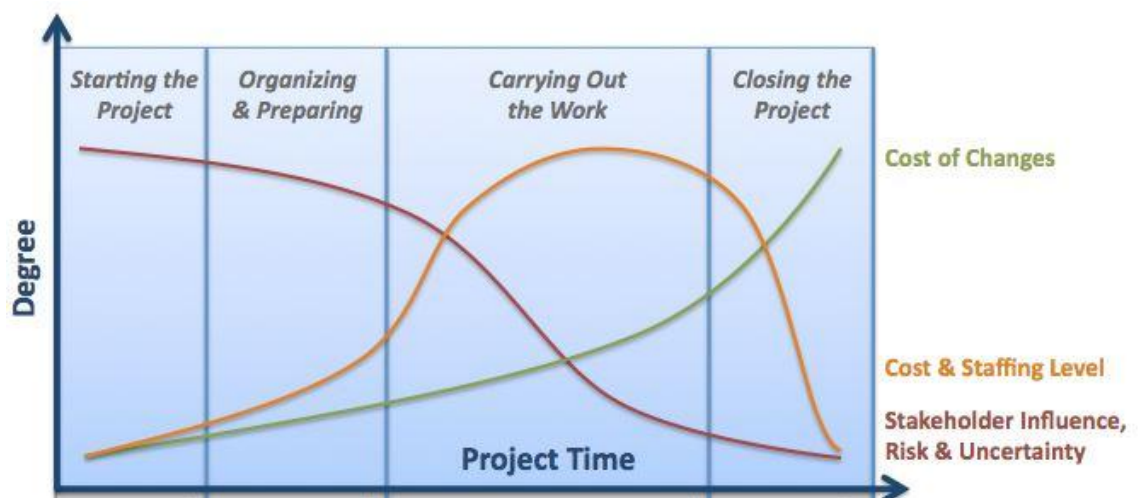 Starting the
Project
Organizing
& Preparing
Carrying Out
the Work
Closing the
Project
Cost of Changes
Degree
Cost & Staffing Level
Stakeholder Influence,
Risk & Uncertainty
Project Time